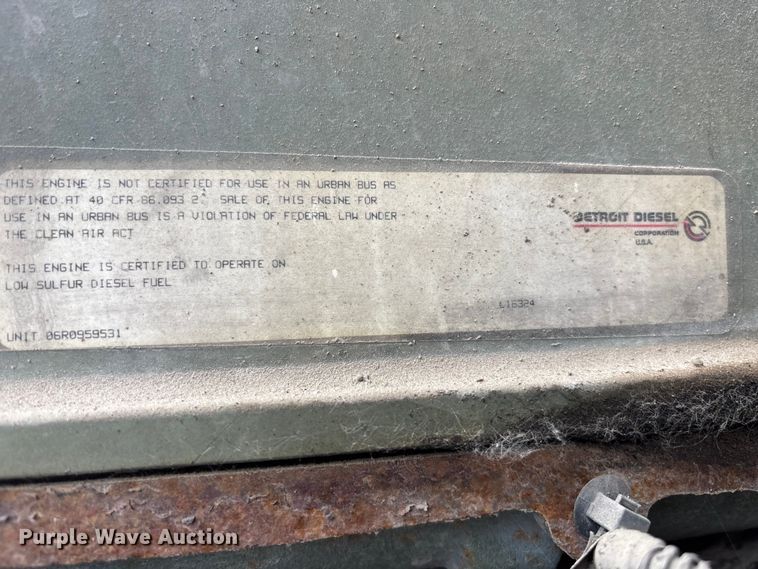 THIS ENGINE IS NOT CERTIFIED FOR USE IN AN URBAN BUS AS
DEFINED AT 40 CFR 86.093 2 SALE OF THIS ENGINE FOR
USE IN AN URBAN BUS IS A VIOLATION OF FEDERAL LAW UNDER
THE CLEAN AIR ACT
THIS ENGINE IS CERTIFIED TO OPERATE ON
LOW SULFUR DIESEL FUEL
UNIT 06R0959531
DETROIT DIESEL
CORPORATION
U.S.A.
L16324
Purple Wave Auction